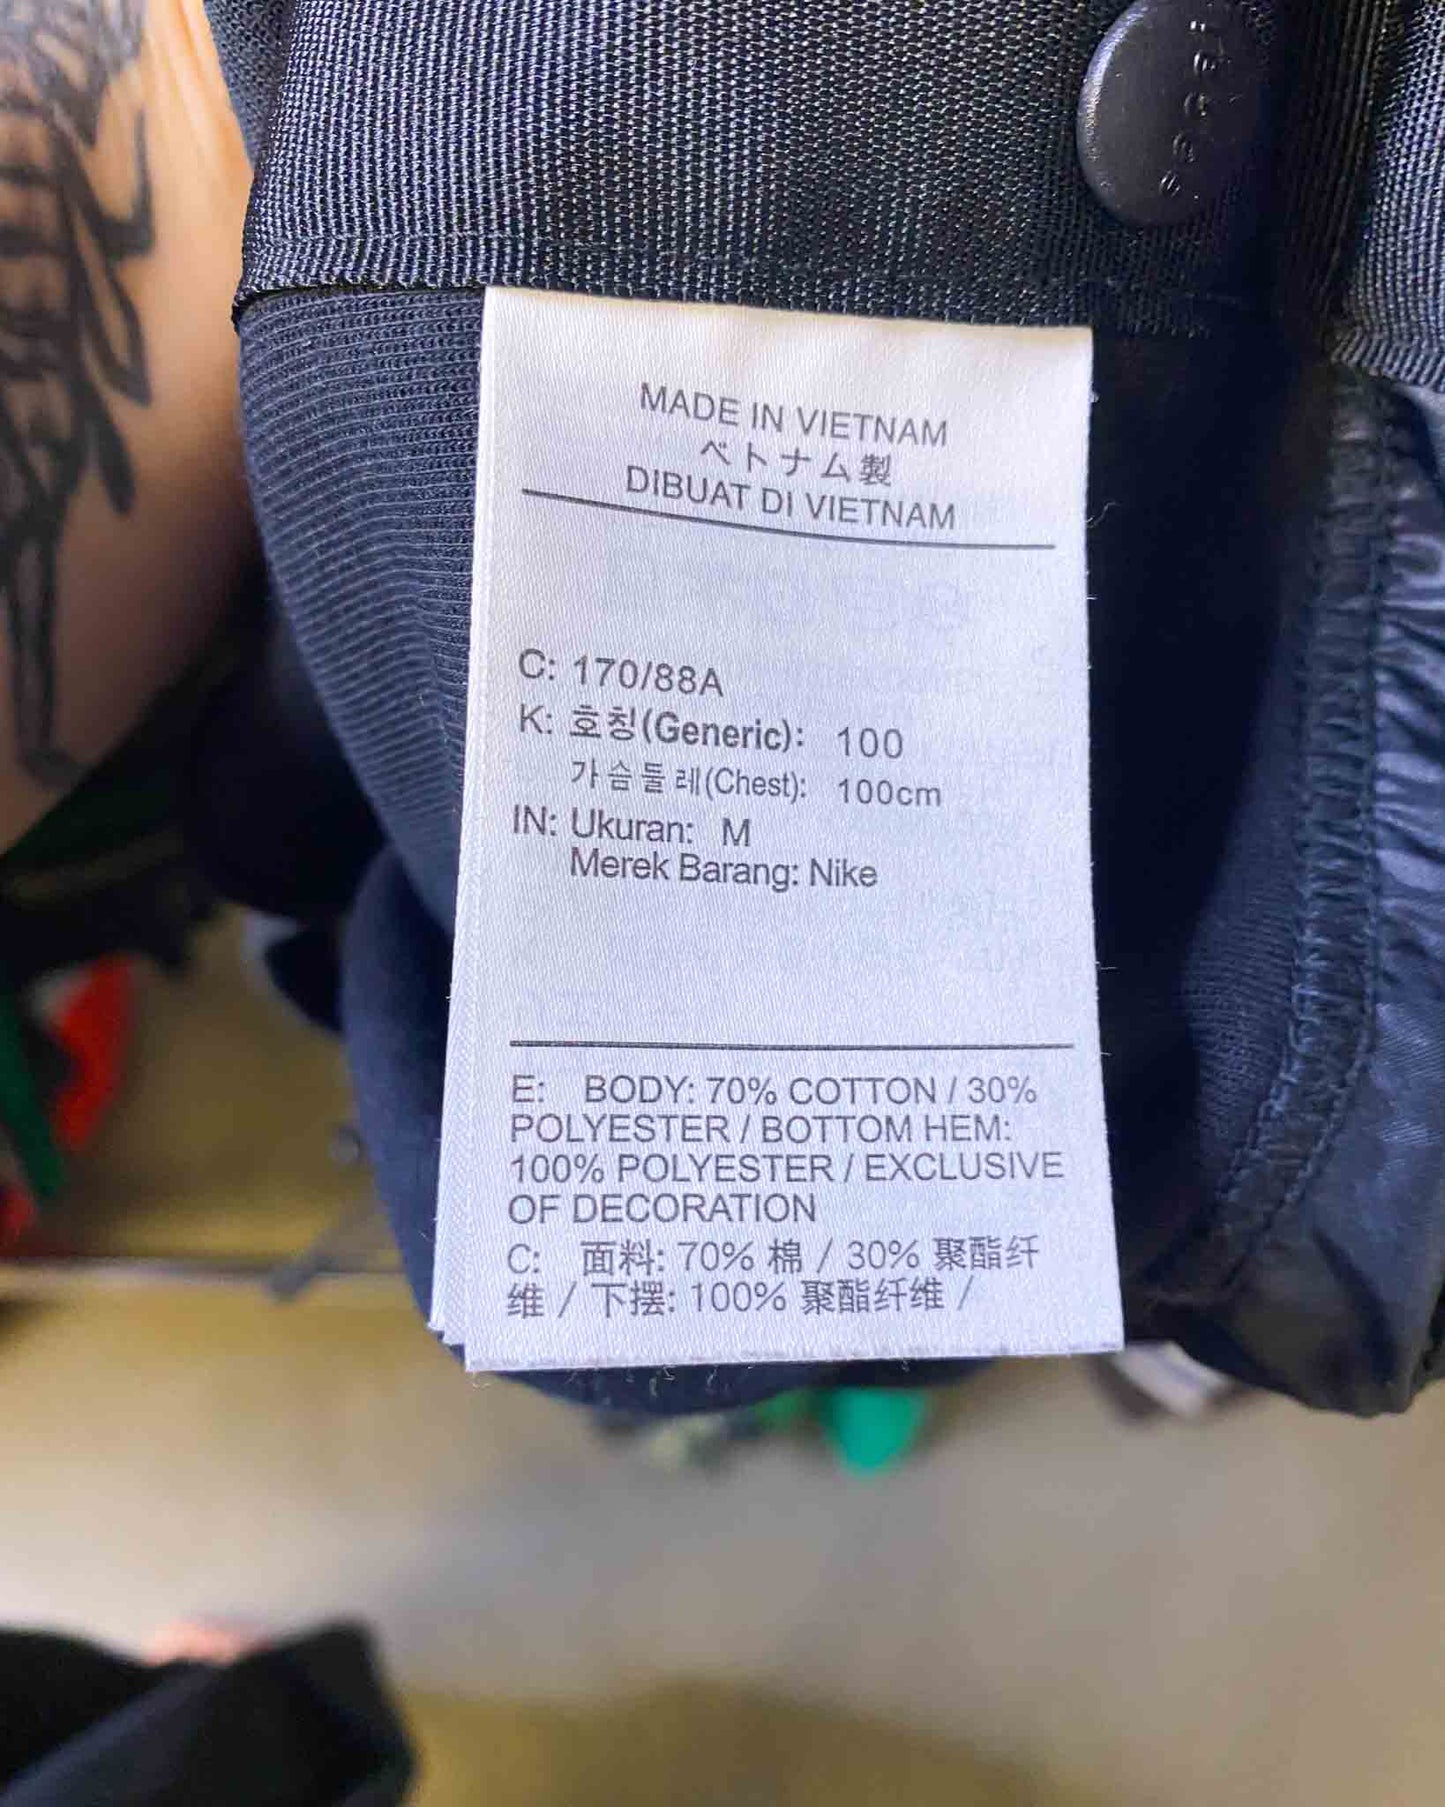 MADE IN VIETNAM
ベトナム製
DIBUAT DI VIETNAM
C: 170/88A
K: 호칭(Generic): 100
가슴둘레(Chest): 100cm
IN: Ukuran: M
Merek Barang: Nike
E: BODY: 70% COTTON / 30%
POLYESTER / BOTTOM HEM:
100% POLYESTER / EXCLUSIVE
OF DECORATION
C: 面料: 70% 棉 / 30% 聚酯纤
维 / 下摆: 100% 聚酯纤维 /